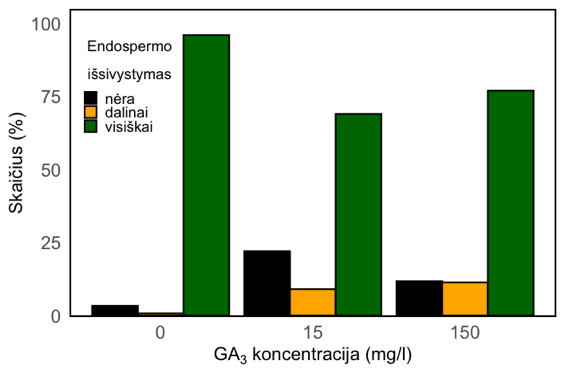 100
75
50
25
0
Skaičius (%)
Endospermo
išsivystymas
nėra
dalinai
visiškai
0 15 150
GA₃ koncentracija (mg/l)